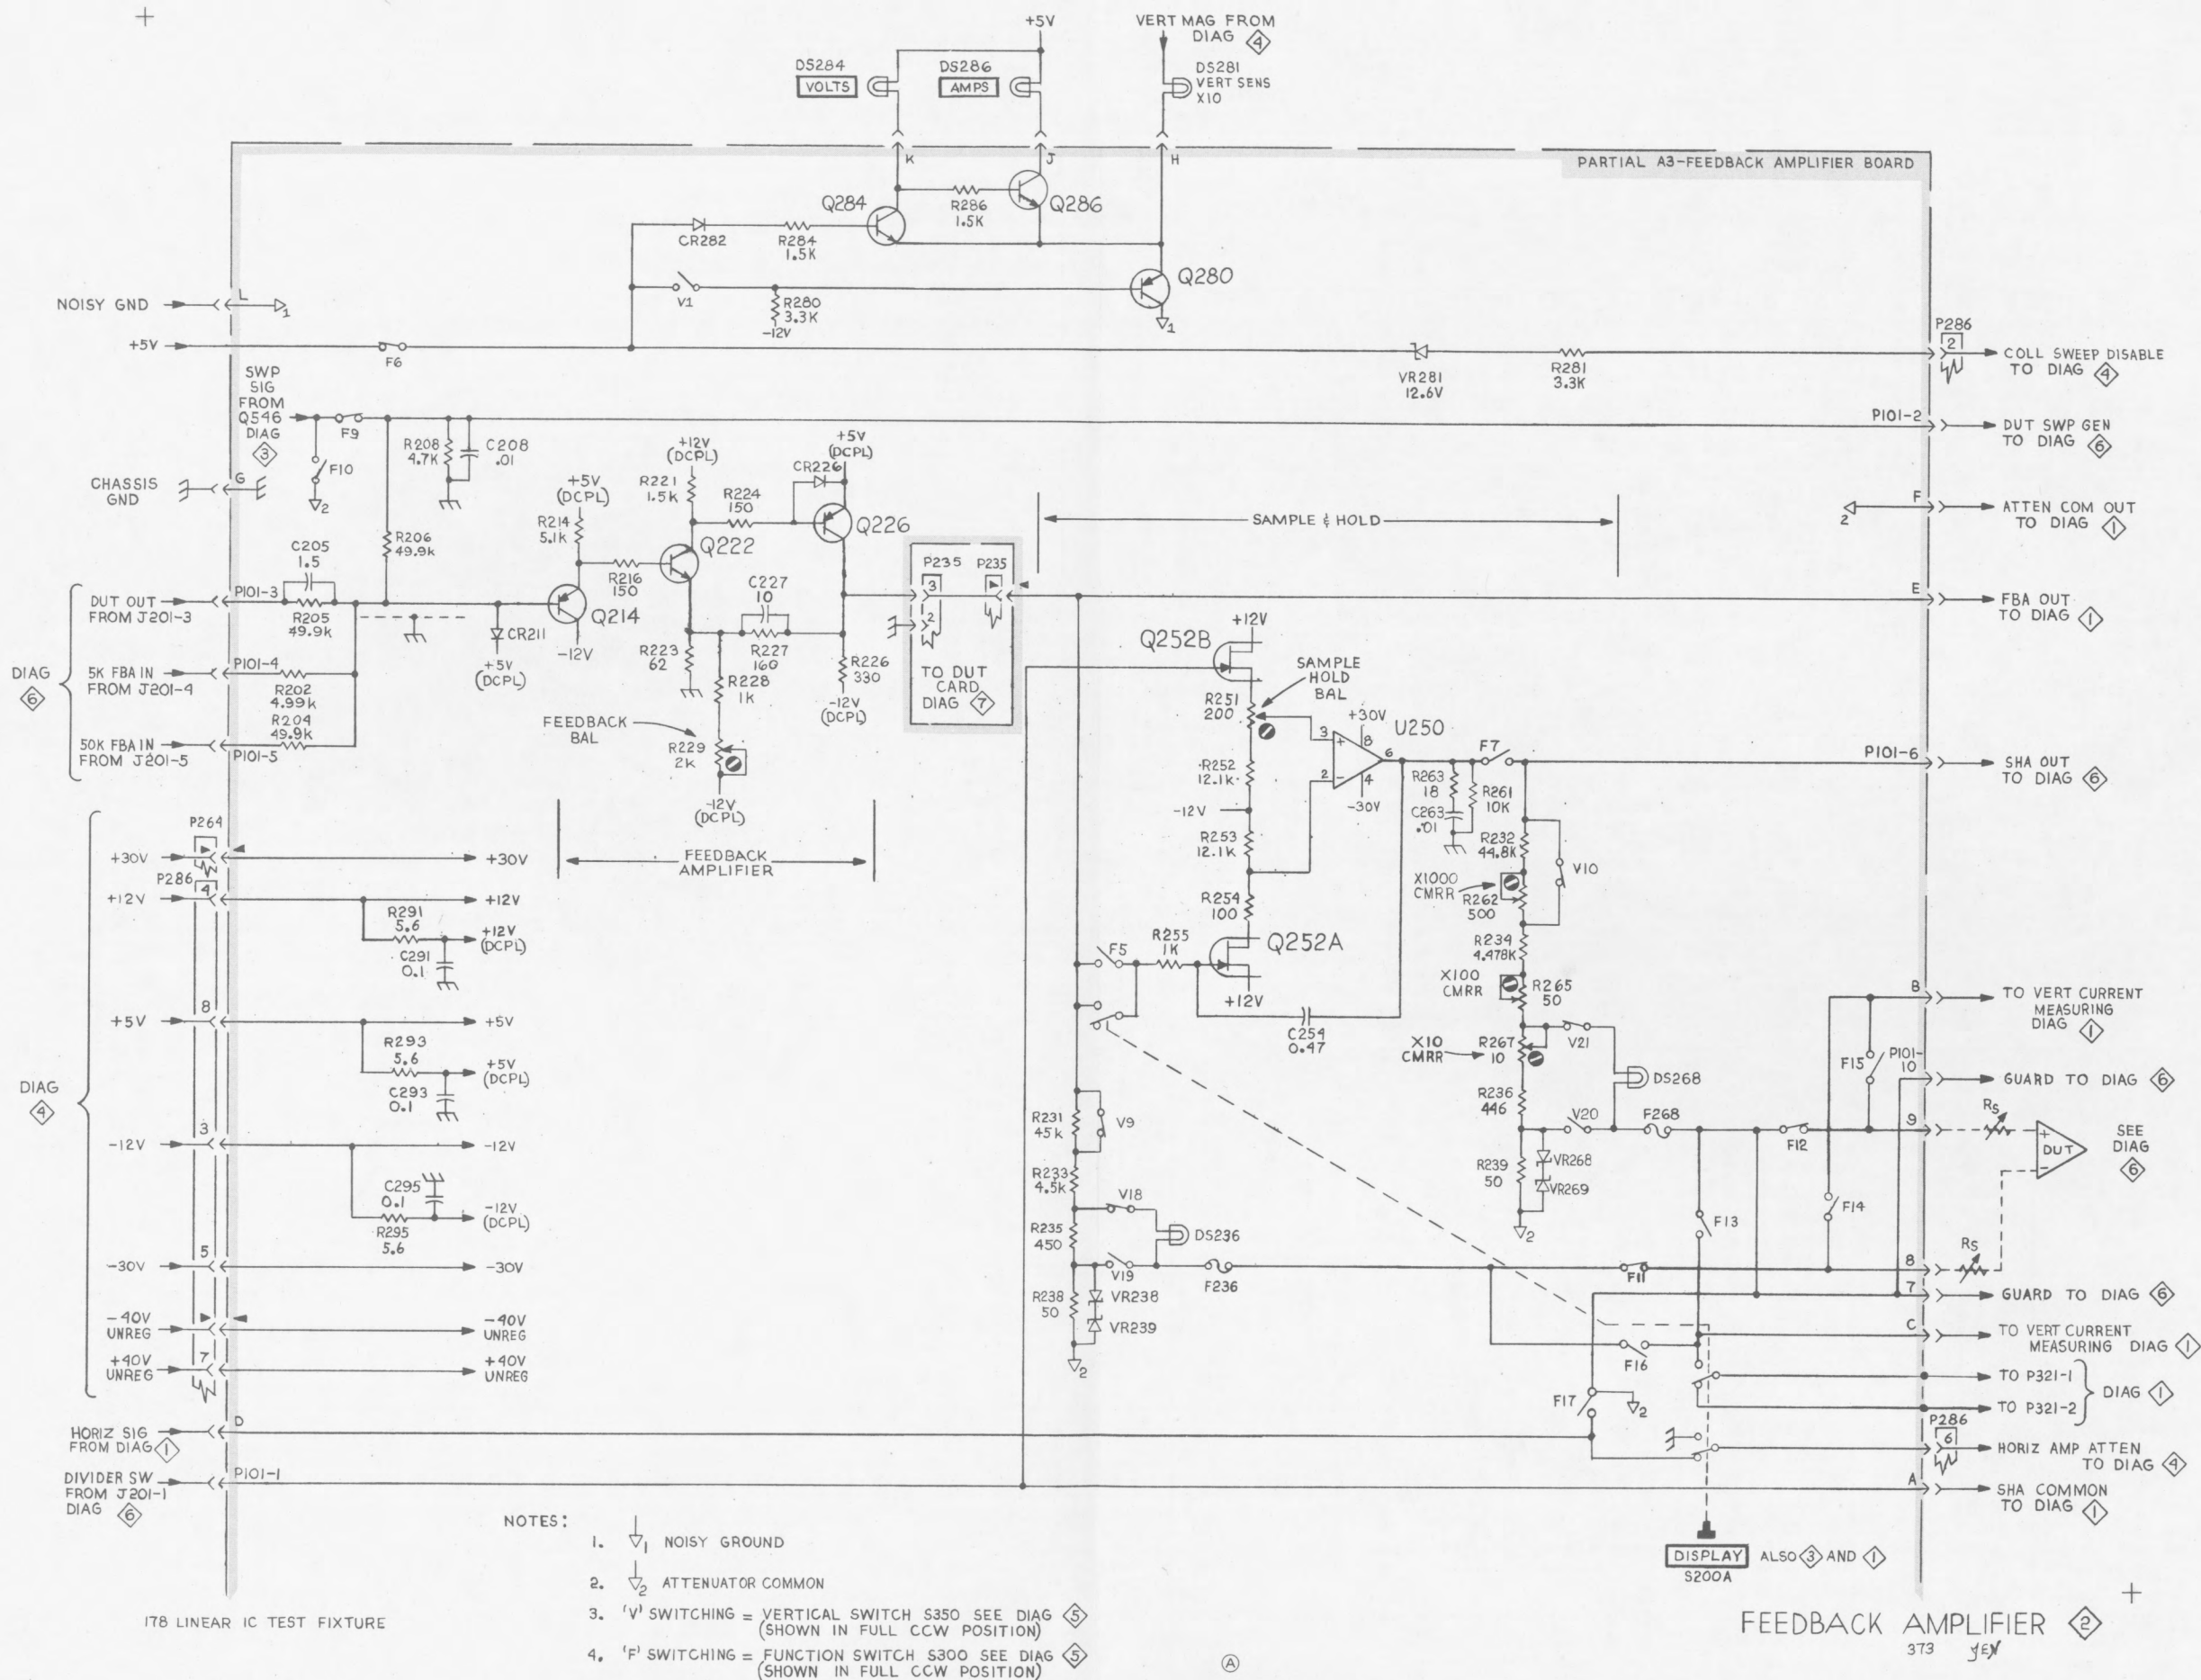 +5V
VERT MAG FROM
DIAG 4
DS284
VOLTS
DS286
AMPS
DS281
VERT SENS
X10
K
J
H
PARTIAL A3-FEEDBACK AMPLIFIER BOARD
Q284
R286
1.5K
Q286
CR282
R284
1.5K
Q280
V1
R280
3.3K
-12V
1
NOISY GND
L
1
+5V
F6
VR281
12.6V
R281
3.3K
P286
2
COLL SWEEP DISABLE
TO DIAG 4
SWP
SIG
FROM
Q546
DIAG
3
F9
F10
2
R208
4.7K
C208
.01
P101-2
DUT SWP GEN
TO DIAG 6
CHASSIS
GND
G
R206
49.9K
+5V
(DCPL)
R214
5.1K
+12V
(DCPL)
R221
1.5K
R224
150
CR226
+5V
(DCPL)
Q226
Q222
R216
150
SAMPLE & HOLD
2
F
ATTEN COM OUT
TO DIAG 1
DIAG
6
DUT OUT
FROM J201-3
P101-3
C205
1.5
R205
49.9K
CR211
+5V
(DCPL)
Q214
-12V
5K FBA IN
FROM J201-4
P101-4
R202
4.99K
50K FBA IN
FROM J201-5
P101-5
R204
49.9K
R223
62
C227
10
R227
160
R228
1K
R226
330
-12V
(DCPL)
FEEDBACK
BAL
R229
2K
-12V
(DCPL)
FEEDBACK
AMPLIFIER
P235
3
2
P235
TO DUT
CARD
DIAG 7
E
FBA OUT
TO DIAG 1
+12V
Q252B
SAMPLE
HOLD
BAL
R251
200
R252
12.1K
-12V
R253
12.1K
R254
100
Q252A
+12V
+30V
U250
3
8
2
4
6
-30V
F7
R263
18
C263
.01
R261
10K
P101-6
SHA OUT
TO DIAG 6
R232
44.8K
V10
X1000
CMRR
R262
500
R234
4.478K
X100
CMRR
R265
50
X10
CMRR
R267
10
V21
DS268
R236
446
V20
F268
R239
50
VR268
VR269
2
F5
R255
1K
C254
0.47
R231
45K
V9
R233
4.5K
V18
R235
450
DS236
V19
F236
R238
50
VR238
VR239
2
DIAG
4
P264
+30V
+30V
P286
4
+12V
+12V
R291
5.6
+12V
(DCPL)
C291
0.1
8
+5V
+5V
R293
5.6
+5V
(DCPL)
C293
0.1
3
-12V
-12V
C295
0.1
-12V
(DCPL)
R295
5.6
5
-30V
-30V
-40V
UNREG
-40V
UNREG
+40V
UNREG
7
+40V
UNREG
HORIZ SIG
FROM DIAG 1
D
DIVIDER SW
FROM J201-1
DIAG 6
P101-1
B
TO VERT CURRENT
MEASURING
DIAG 1
F15
P101-
10
GUARD TO DIAG 6
9
RS
+
-
DUT
SEE
DIAG
6
F12
F13
F14
F11
8
RS
7
GUARD TO DIAG 6
C
TO VERT CURRENT
MEASURING DIAG 1
F16
TO P321-1
TO P321-2
DIAG 1
F17
2
P286
6
HORIZ AMP ATTEN
TO DIAG 4
A
SHA COMMON
TO DIAG 1
DISPLAY
ALSO 3 AND 1
S200A
NOTES:
1. 1 NOISY GROUND
2. 2 ATTENUATOR COMMON
3. 'V' SWITCHING = VERTICAL SWITCH S350 SEE DIAG 5
(SHOWN IN FULL CCW POSITION)
4. 'F' SWITCHING = FUNCTION SWITCH S300 SEE DIAG 5
(SHOWN IN FULL CCW POSITION)
178 LINEAR IC TEST FIXTURE
A
FEEDBACK AMPLIFIER 2
373